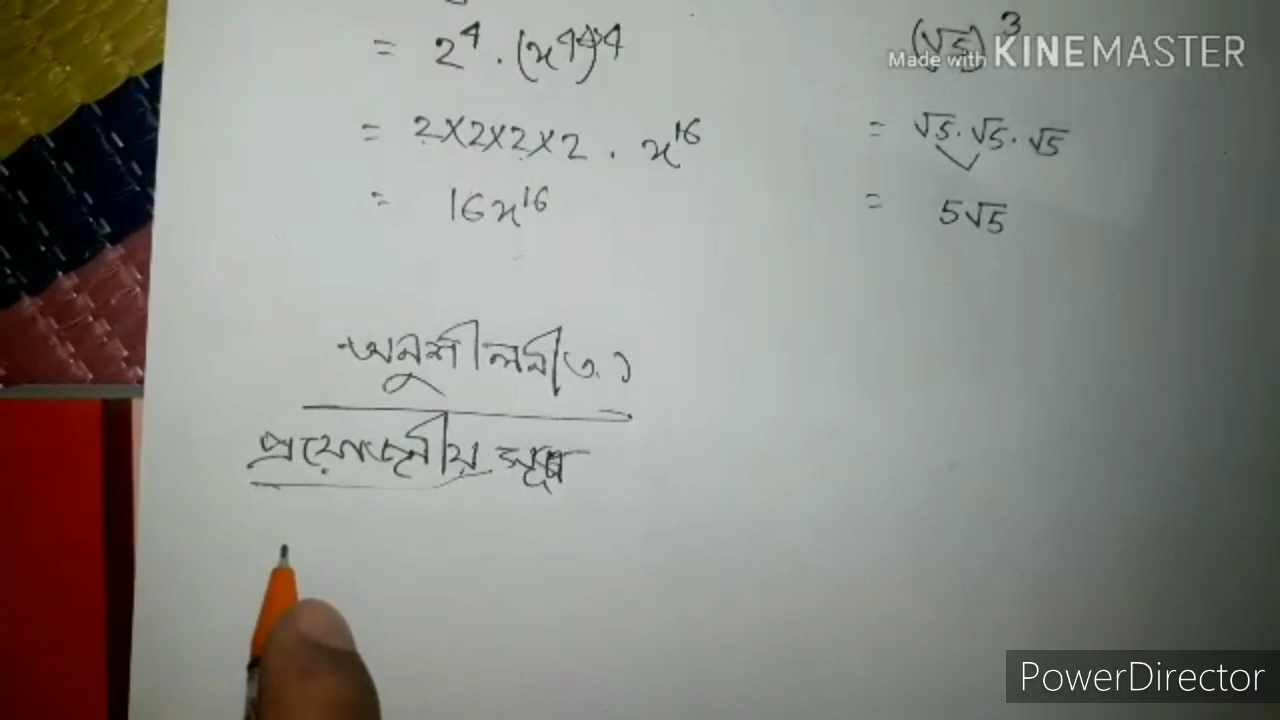 = 2⁴ . (x⁴)⁴
= 2×2×2×2 . x¹⁶
= 16x¹⁶
(√5)³
= √5. √5. √5
= 5√5
Made with KINEMASTER
অনুশীলনী ৩.১
প্রয়োজনীয় সূত্র
PowerDirector